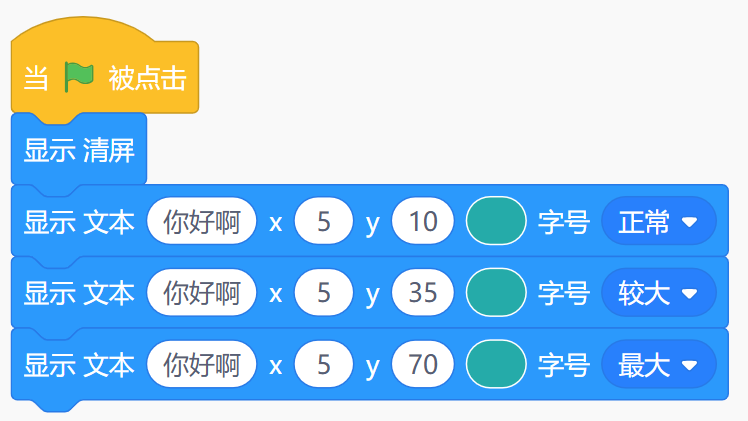 当 被点击
显示 清屏
显示 文本 你好啊 x 5 y 10 字号 正常
显示 文本 你好啊 x 5 y 35 字号 较大
显示 文本 你好啊 x 5 y 70 字号 最大